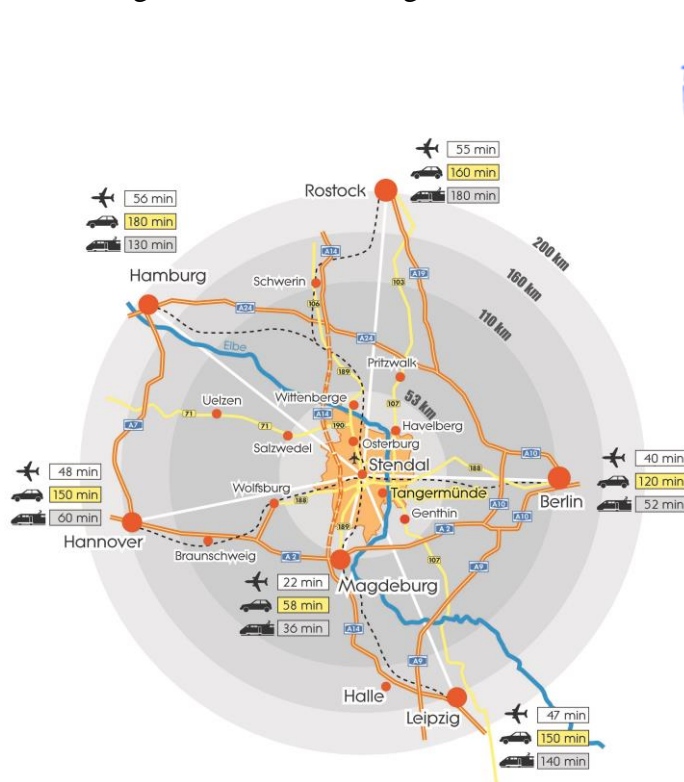 55 min
160 min
180 min
Rostock
56 min
180 min
130 min
Hamburg
200 km
160 km
110 km
53 km
A14
A19
103
Schwerin
106
A24
A24
Elbe
189
Pritzwalk
107
Uelzen
71
71
Wittenberge
A14
190
Havelberg
A7
Salzwedel
Osterburg
A10
Stendal
188
40 min
120 min
52 min
Berlin
48 min
150 min
60 min
Hannover
Wolfsburg
188
Tangermünde
A10
A10
Genthin
189
A2
Braunschweig
A2
107
A9
Magdeburg
22 min
58 min
36 min
A14
A9
Halle
Leipzig
47 min
150 min
140 min